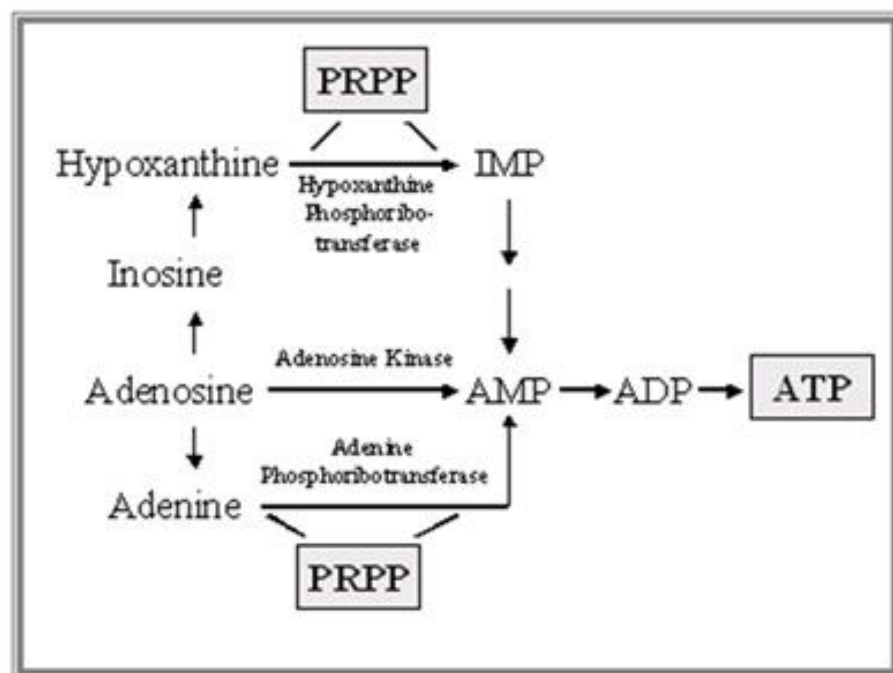 PRPP
Hypoxanthine
IMP
Hypoxanthine
Phosphoribo-
transferase
Inosine
Adenosine Kinase
Adenosine
AMP
ADP
ATP
Adenine
Phosphoribotransferase
Adenine
PRPP